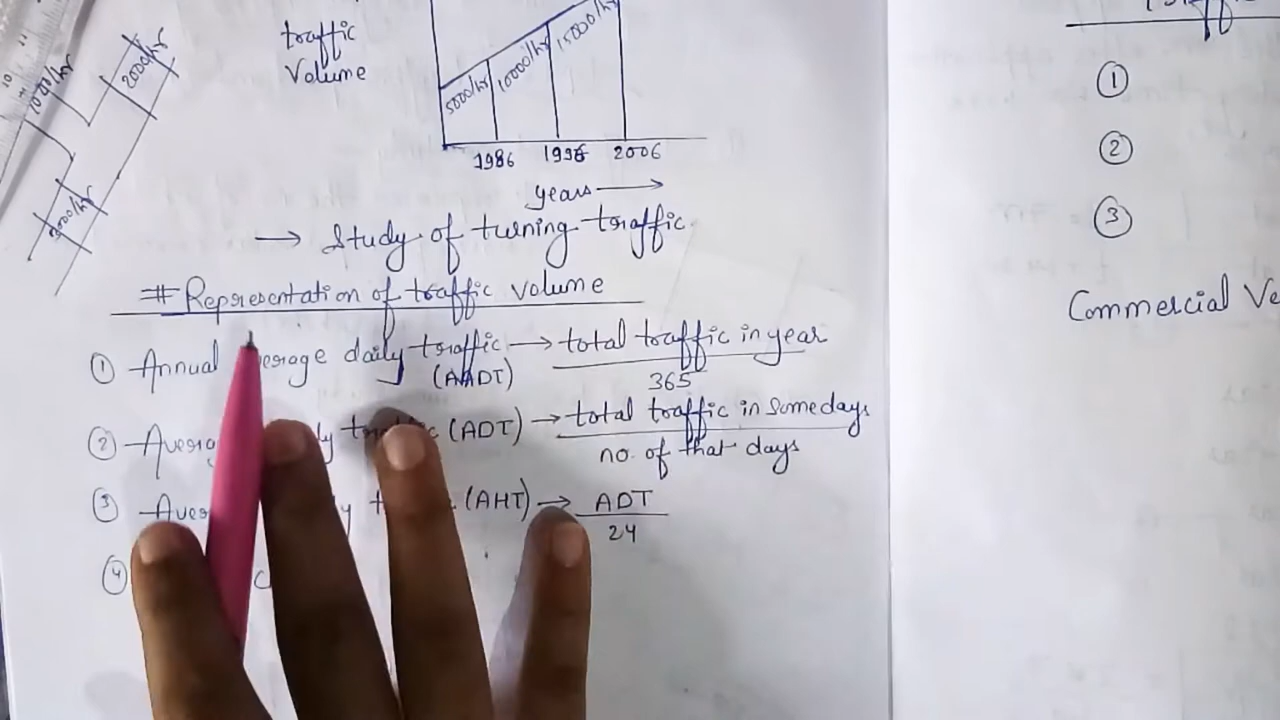 traffic
Volume
1000/hr
2000/hr
5000/hr
10000/hr
15000/hr
1986 1996 2006
years →
→ Study of turning traffic
# Representation of traffic volume
① Annual daily traffic → total traffic in year
(AADT) 365
② (ADT) → total traffic in some days
no. of that days
③ (AHT) → ADT
24
④
①
②
③
Commercial Ve